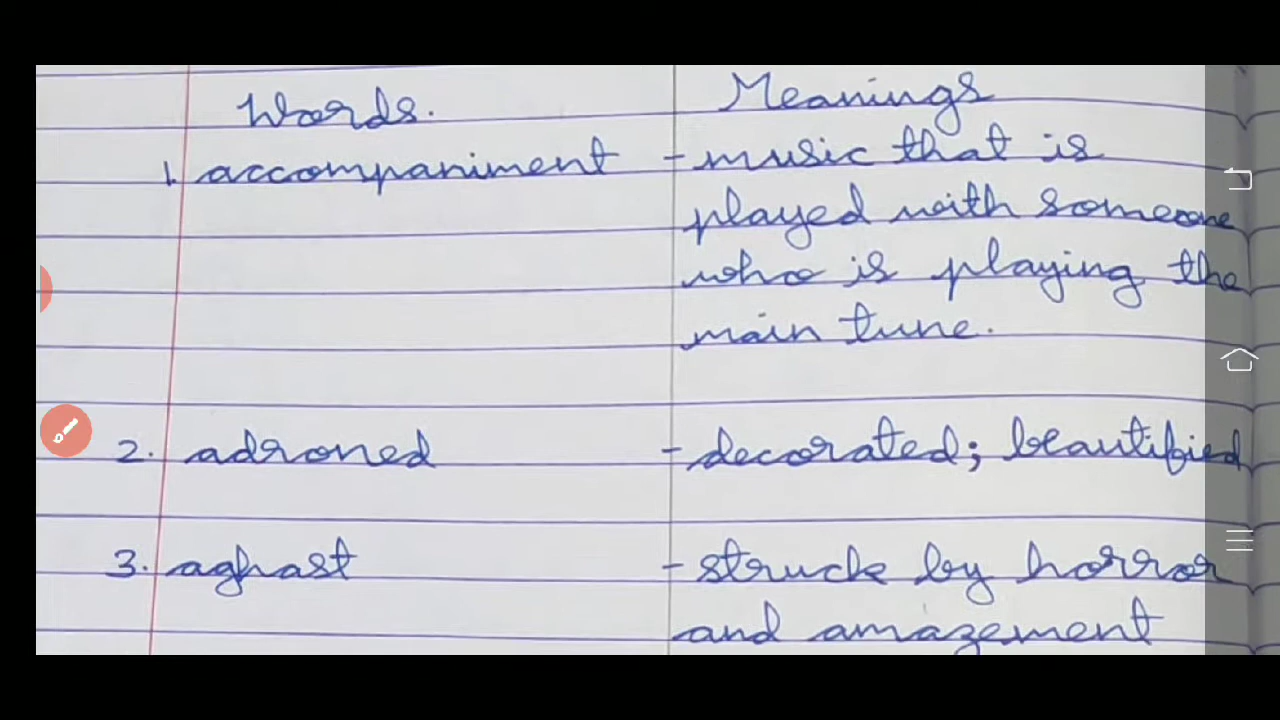 Words. Meanings
1. accompaniment - music that is
played with someone
who is playing the
main tune.
2. adroned - decorated; beautified
3. aghast - struck by horror
and amazement